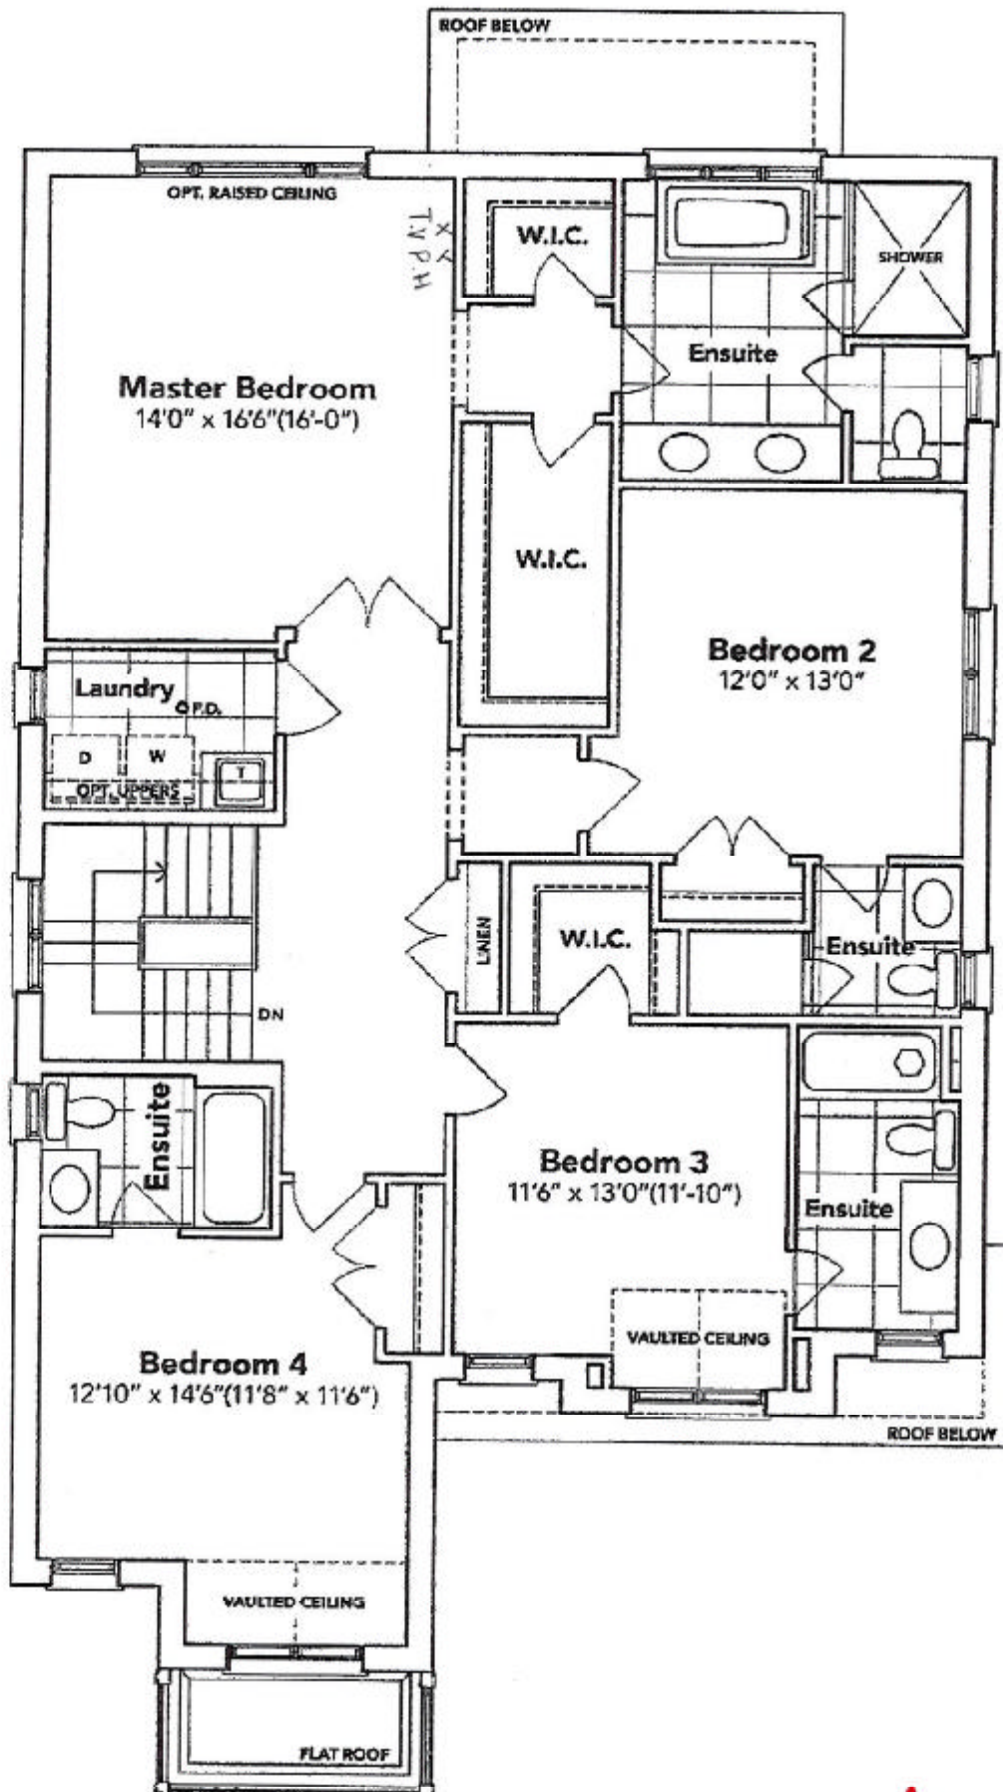 ROOF BELOW
OPT. RAISED CEILING
X X
T.V P.H
W.I.C.
SHOWER
Ensuite
Master Bedroom
14'0" x 16'6"(16'-0")
W.I.C.
Bedroom 2
12'0" x 13'0"
Laundry
F.D.
D
W
T
OPT. UPPERS
LINEN
W.I.C.
Ensuite
DN
Ensuite
Bedroom 3
11'6" x 13'0"(11'-10")
Ensuite
VAULTED CEILING
Bedroom 4
12'10" x 14'6"(11'8" x 11'6")
ROOF BELOW
VAULTED CEILING
FLAT ROOF